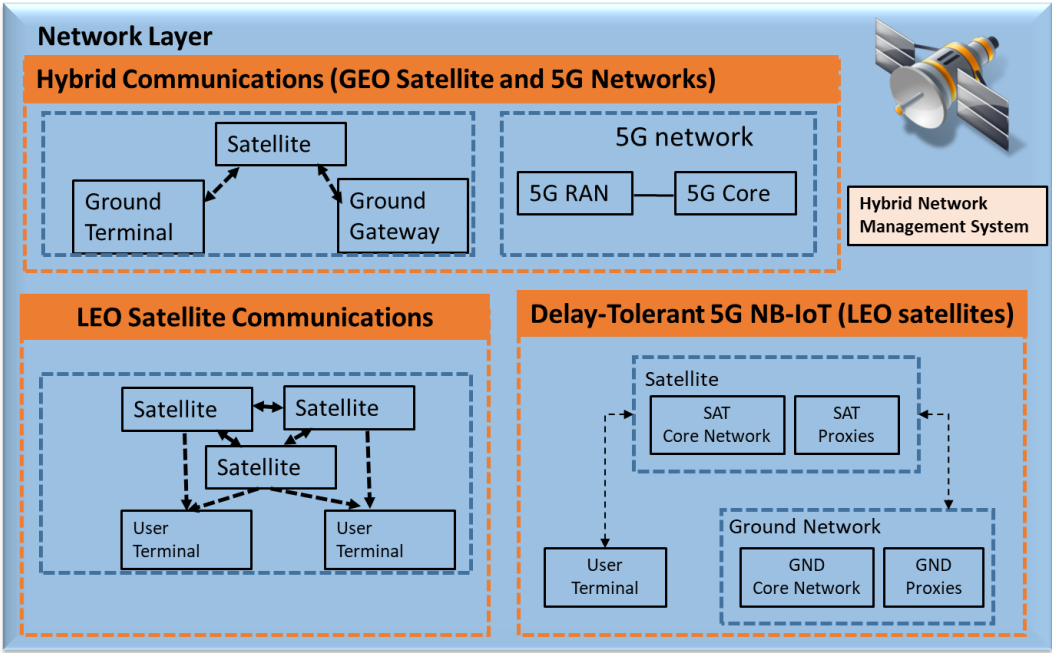 Network Layer
Hybrid Communications (GEO Satellite and 5G Networks)
Satellite
Ground
Terminal
Ground
Gateway
5G network
5G RAN
5G Core
Hybrid Network
Management System
LEO Satellite Communications
Satellite
Satellite
Satellite
User
Terminal
User
Terminal
Delay-Tolerant 5G NB-IoT (LEO satellites)
Satellite
SAT
Core Network
SAT
Proxies
Ground Network
User
Terminal
GND
Core Network
GND
Proxies